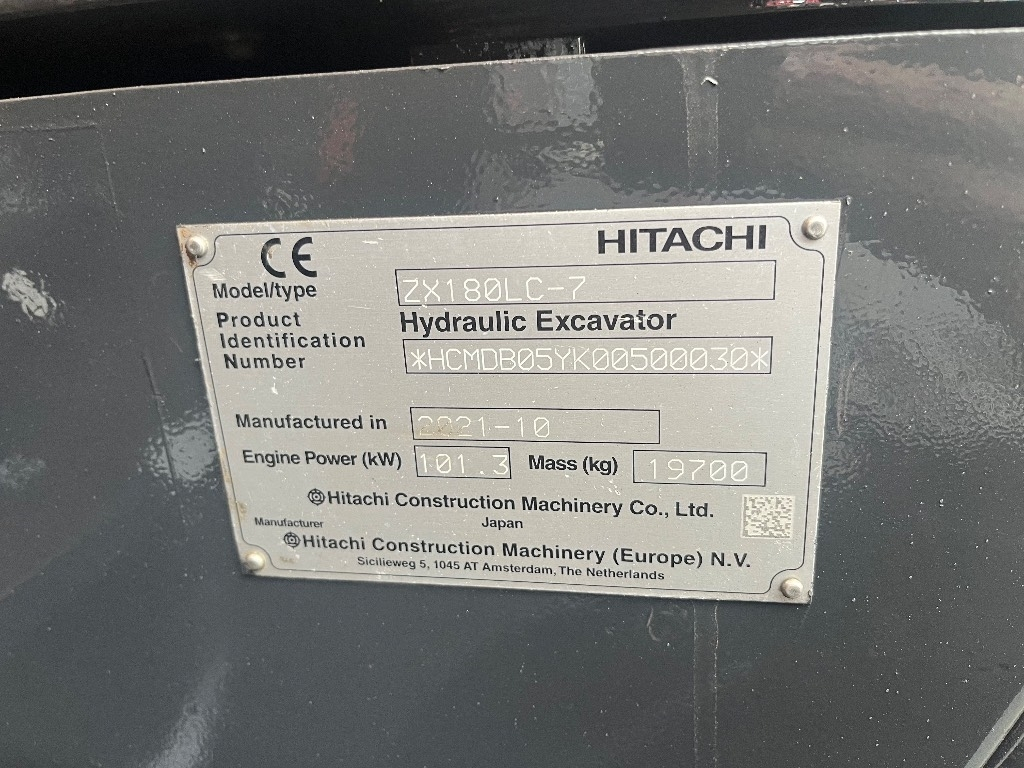 CE HITACHI
Model/type ZX180LC-7
Product Hydraulic Excavator
Identification
Number *HCMDB05YK00500030*
Manufactured in 2021-10
Engine Power (kW) 101.3 Mass (kg) 19700
Hitachi Construction Machinery Co., Ltd.
Japan
Manufacturer
Hitachi Construction Machinery (Europe) N.V.
Sicilieweg 5, 1045 AT Amsterdam, The Netherlands